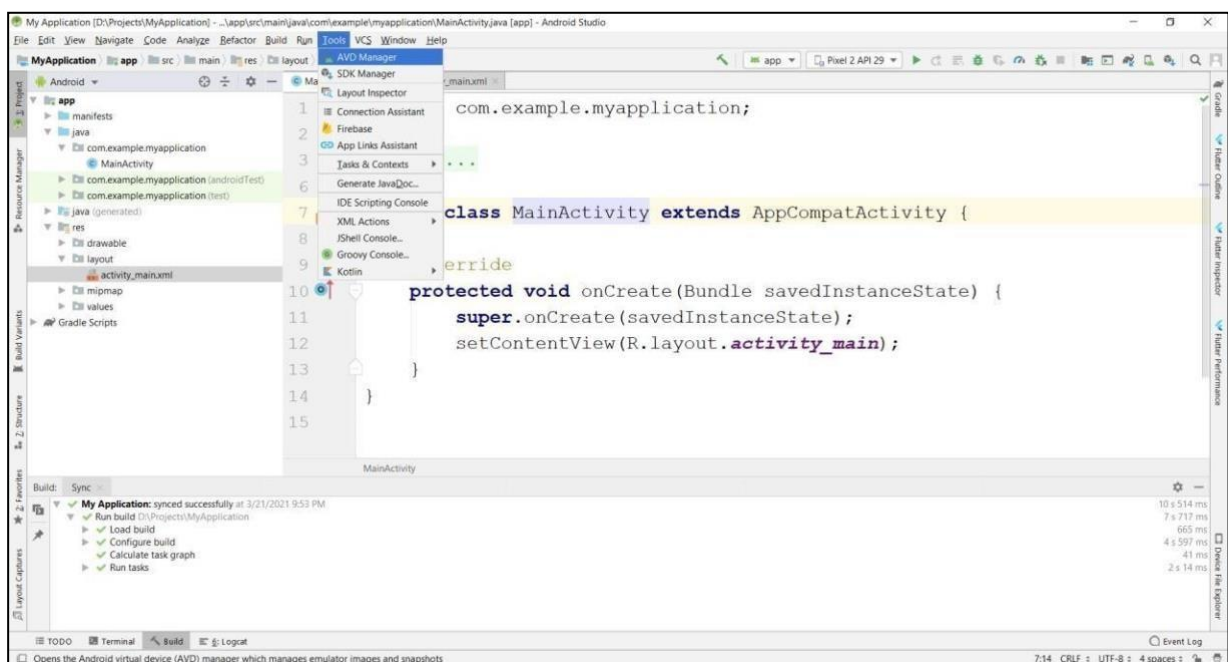 My Application [D:\Projects\MyApplication] - ...\app\src\main\java\com\example\myapplication\MainActivity.java [app] - Android Studio
File Edit View Navigate Code Analyze Refactor Build Run Tools VCS Window Help
MyApplication app src main res layout
app Pixel 2 API 29
Android
AVD Manager
SDK Manager
Layout Inspector
Connection Assistant
Firebase
App Links Assistant
Tasks & Contexts
Generate JavaDoc...
IDE Scripting Console
XML Actions
JShell Console...
Groovy Console...
Kotlin
app
manifests
java
com.example.myapplication
MainActivity
com.example.myapplication (androidTest)
com.example.myapplication (test)
java (generated)
res
drawable
layout
activity_main.xml
mipmap
values
Gradle Scripts
Ma
_main.xml
1 com.example.myapplication;
2
3 ...
6
7 class MainActivity extends AppCompatActivity {
8
9 erride
10 protected void onCreate(Bundle savedInstanceState) {
11 super.onCreate(savedInstanceState);
12 setContentView(R.layout.activity_main);
13 }
14 }
15
MainActivity
1: Project
Resource Manager
Build Variants
Z: Structure
2: Favorites
Layout Captures
Gradle
Flutter Outline
Flutter Inspector
Flutter Performance
Device File Explorer
Build: Sync
My Application: synced successfully at 3/21/2021 9:53 PM 10 s 514 ms
Run build D:\Projects\MyApplication 7 s 717 ms
Load build 665 ms
Configure build 4 s 597 ms
Calculate task graph 41 ms
Run tasks 2 s 14 ms
TODO Terminal Build 6: Logcat Event Log
Opens the Android virtual device (AVD) manager which manages emulator images and snapshots 7:14 CRLF UTF-8 4 spaces